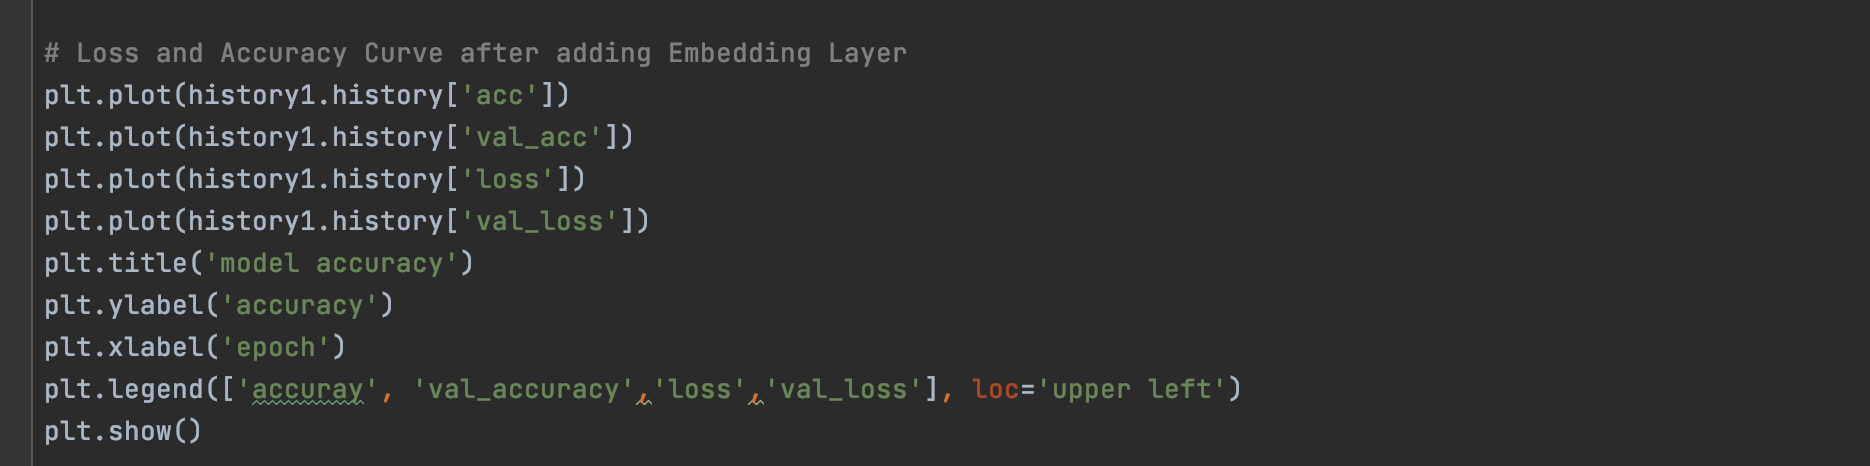 # Loss and Accuracy Curve after adding Embedding Layer
plt.plot(history1.history['acc'])
plt.plot(history1.history['val_acc'])
plt.plot(history1.history['loss'])
plt.plot(history1.history['val_loss'])
plt.title('model accuracy')
plt.ylabel('accuracy')
plt.xlabel('epoch')
plt.legend(['accuray', 'val_accuracy','loss','val_loss'], loc='upper left')
plt.show()